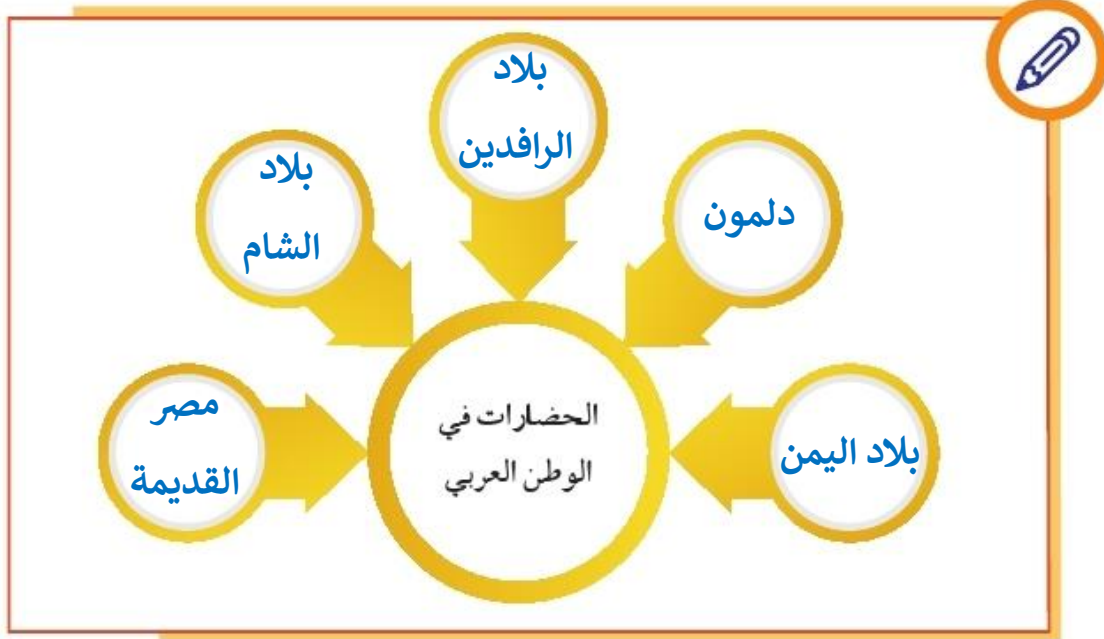 بلاد
الرافدين
دلمون
بلاد
الشام
بلاد اليمن
مصر
القديمة
الحضارات في
الوطن العربي